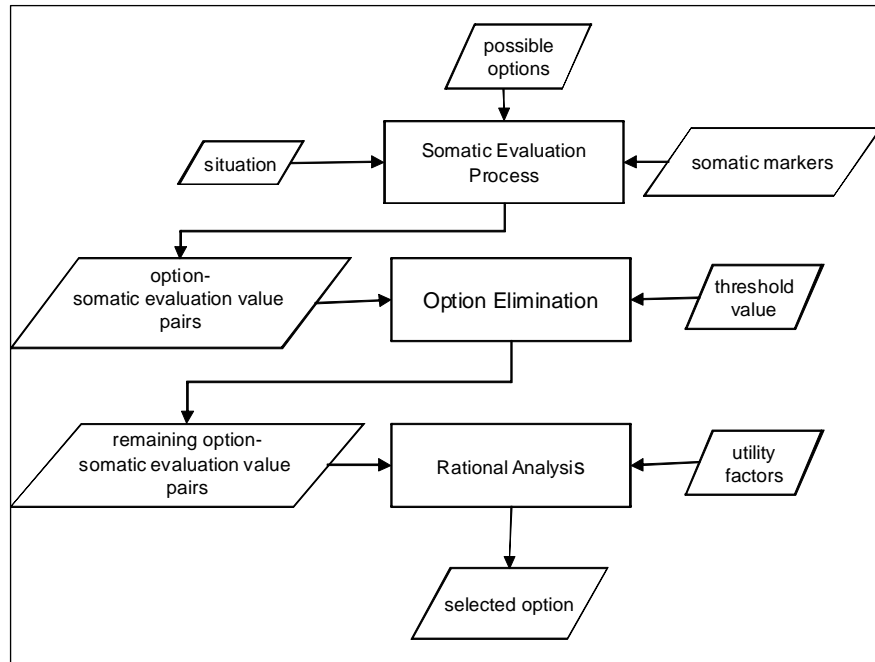 possible
options
Somatic Evaluation
Process
situation
somatic markers
option-
somatic evaluation value
pairs
Option Elimination
threshold
value
remaining option-
somatic evaluation value
pairs
Rational Analysis
utility
factors
selected option